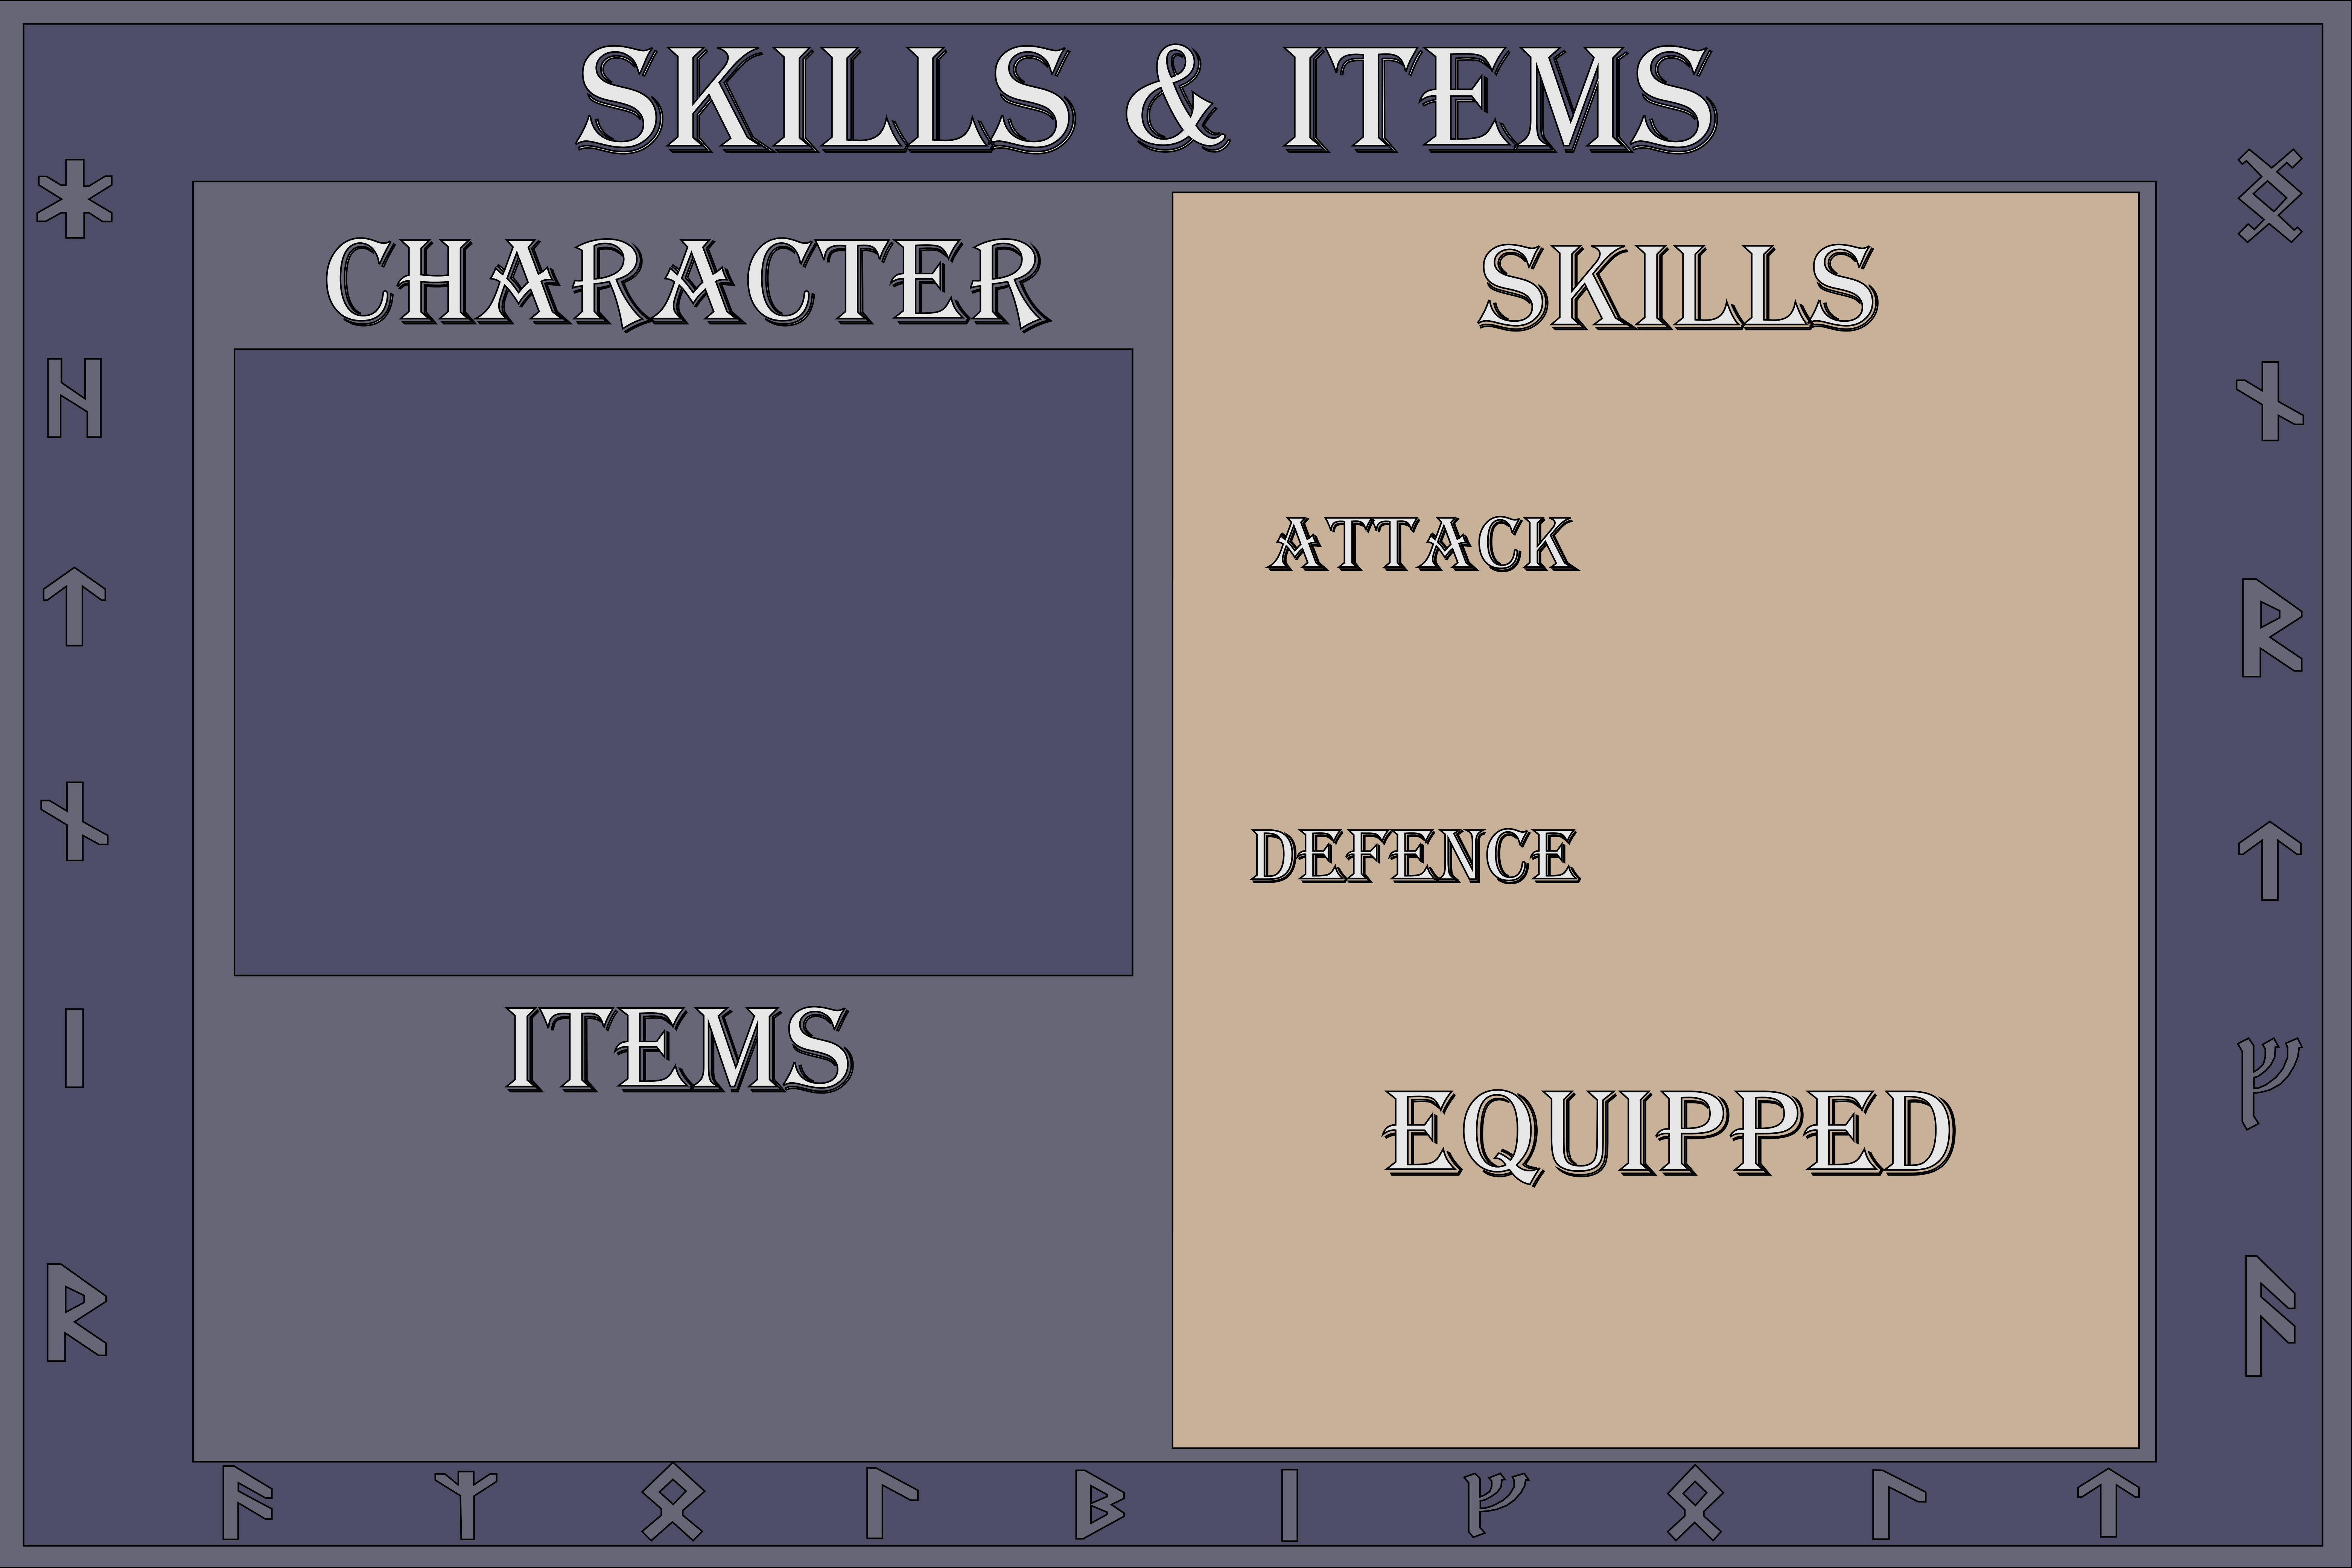 SKILLS & ITEMS
CHARACTER
ITEMS
SKILLS
ATTACK
DEFENCE
EQUIPPED
ᚼ
ᚺ
ᛏ
ᚾ
ᛁ
ᚱ
ᛝ
ᚾ
ᚱ
ᛏ
ᚡ
ᚨ
ᚨ ᛉ ᛟ ᛚ ᛒ ᛁ ᚡ ᛟ ᛚ ᛏ